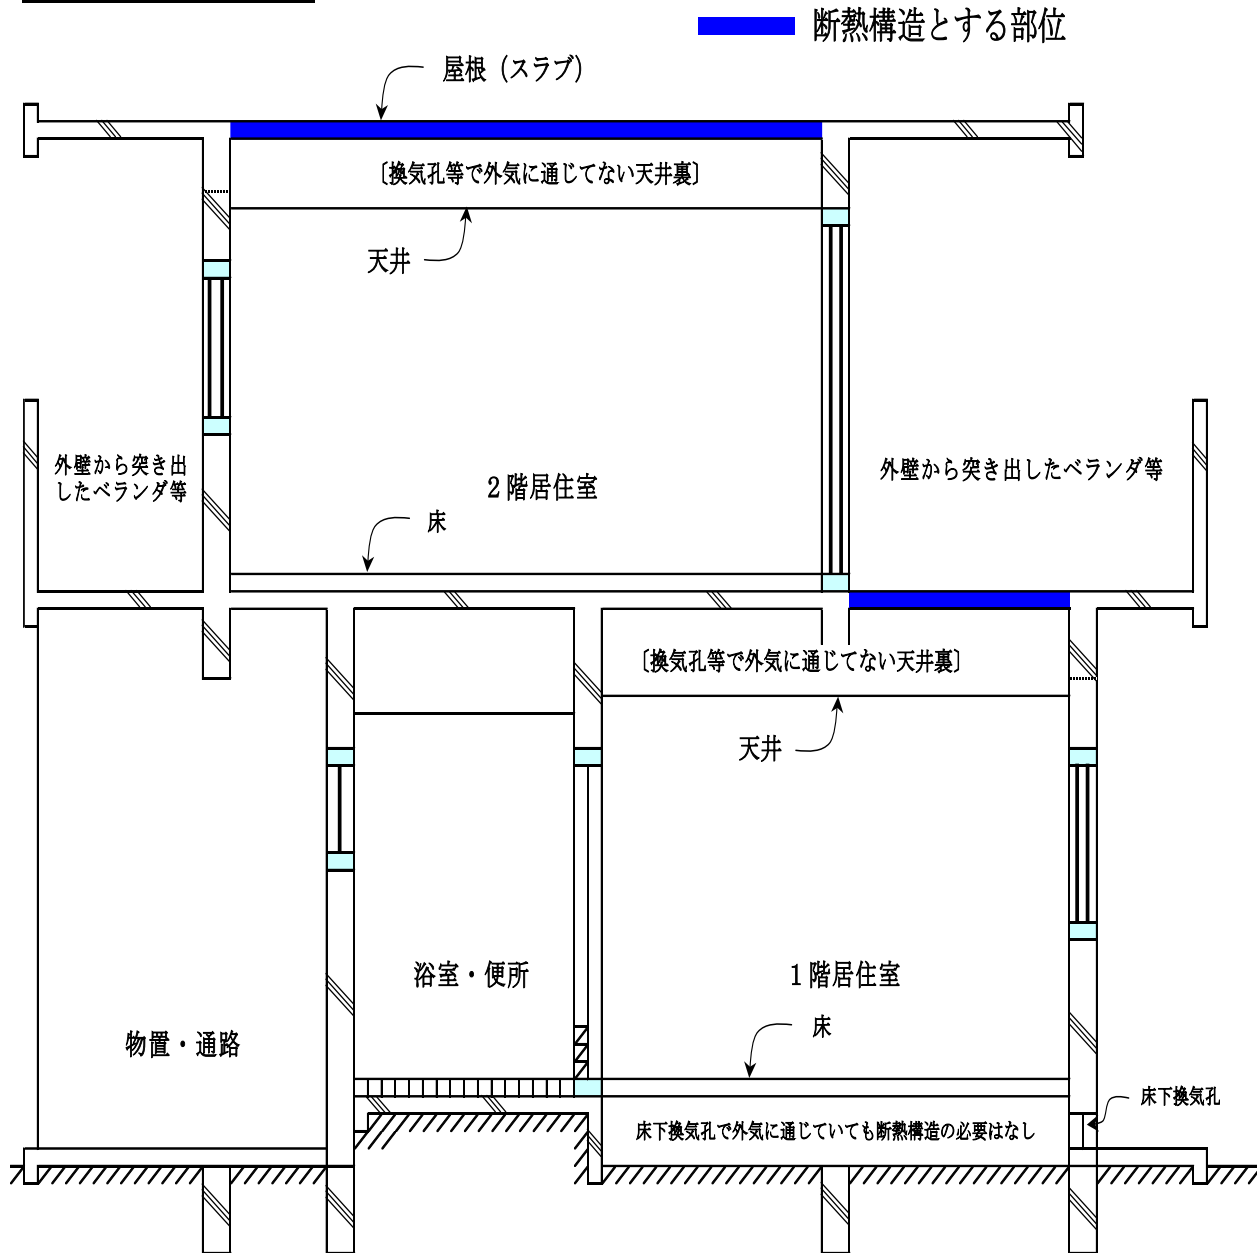 断熱構造とする部位
屋根（スラブ）
〔換気孔等で外気に通じてない天井裏〕
天井
外壁から突き出
したベランダ等
２階居住室
外壁から突き出したベランダ等
床
〔換気孔等で外気に通じてない天井裏〕
天井
浴室・便所
１階居住室
床
物置・通路
床下換気孔
床下換気孔で外気に通じていても断熱構造の必要はなし